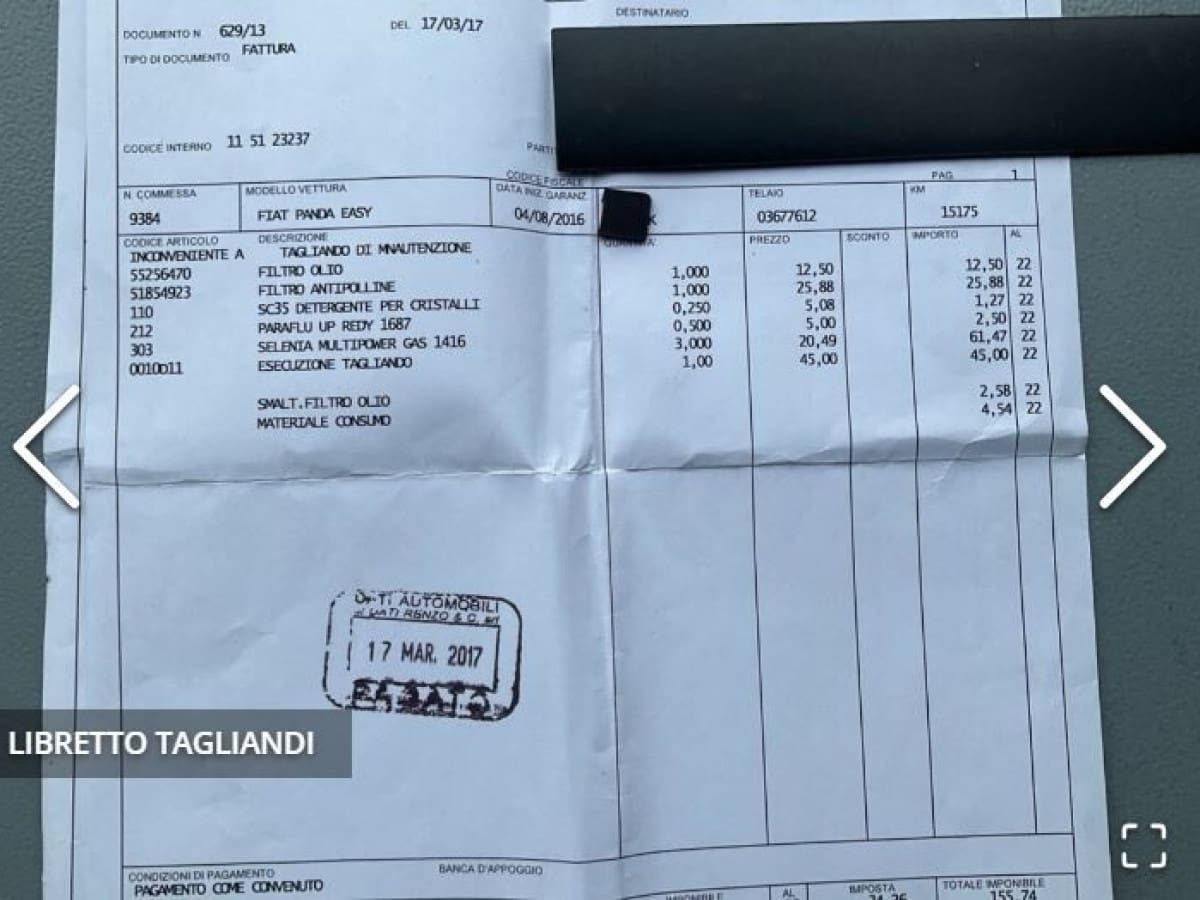 DESTINATARIO
DOCUMENTO N 629/13 DEL 17/03/17
TIPO DI DOCUMENTO FATTURA
CODICE INTERNO 11 51 23237
CODICE FISCALE
PAG. 1
N. COMMESSA MODELLO VETTURA DATA INIZ. GARANZ. TELAIO KM
9384 FIAT PANDA EASY 04/08/2016 03677612 15175
CODICE ARTICOLO DESCRIZIONE PREZZO SCONTO IMPORTO AL
INCONVENIENTE A TAGLIANDO DI MNAUTENZIONE
55256470 FILTRO OLIO 1,000 12,50 12,50 22
51854923 FILTRO ANTIPOLLINE 1,000 25,88 25,88 22
110 SC35 DETERGENTE PER CRISTALLI 0,250 5,08 1,27 22
212 PARAFLU UP REDY 1687 0,500 5,00 2,50 22
303 SELENIA MULTIPOWER GAS 1416 3,000 20,49 61,47 22
0010011 ESECUZIONE TAGLIANDO 1,00 45,00 45,00 22
SMALT.FILTRO OLIO 2,58 22
MATERIALE CONSUMO 4,54 22
AUTOMOBILI
RENZO & C.
17 MAR. 2017
LIBRETTO TAGLIANDI
CONDIZIONI DI PAGAMENTO BANCA D'APPOGGIO
PAGAMENTO COME CONVENUTO
IMPONIBILE AL IMPOSTA TOTALE IMPONIBILE
155,74